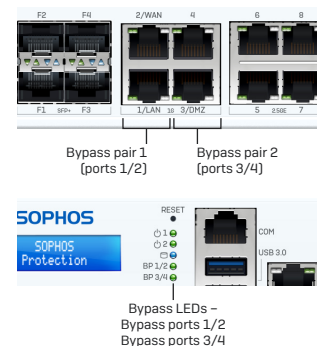 F2 F4 2/WAN 4 6 8
F1 SFP+ F3 1/LAN 1G 3/DMZ 5 2.5GE 7
Bypass pair 1
(ports 1/2)
Bypass pair 2
(ports 3/4)
SOPHOS
RESET
SOPHOS
Protection
1
2
BP 1/2
BP 3/4
COM
USB 3.0
Bypass LEDs –
Bypass ports 1/2
Bypass ports 3/4